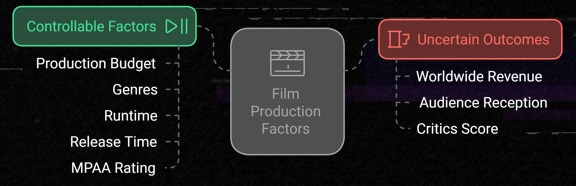 Controllable Factors
Production Budget
Genres
Runtime
Release Time
MPAA Rating
Film
Production
Factors
Uncertain Outcomes
Worldwide Revenue
Audience Reception
Critics Score